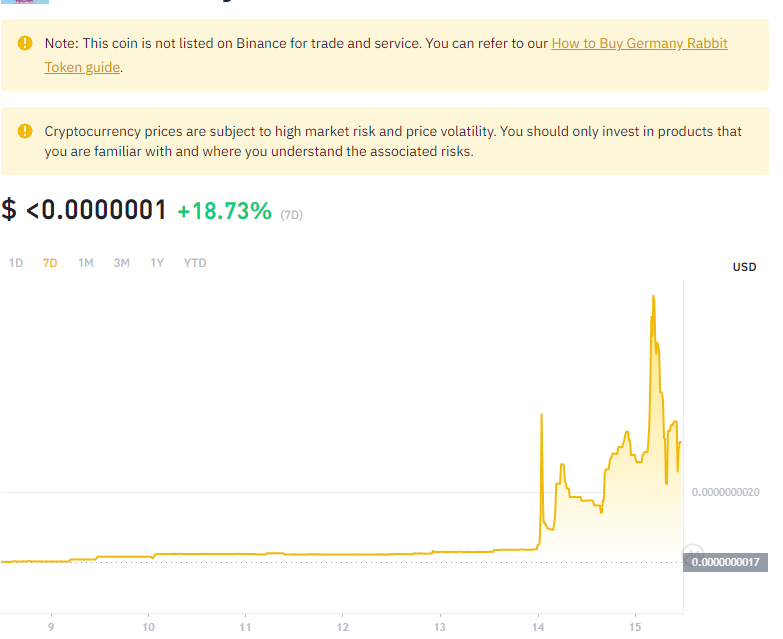 Note: This coin is not listed on Binance for trade and service. You can refer to our How to Buy Germany Rabbit
Token guide.
Cryptocurrency prices are subject to high market risk and price volatility. You should only invest in products that
you are familiar with and where you understand the associated risks.
$ <0.0000001 +18.73% (7D)
1D 7D 1M 3M 1Y YTD
USD
0.0000000020
0.0000000017
9 10 11 12 13 14 15